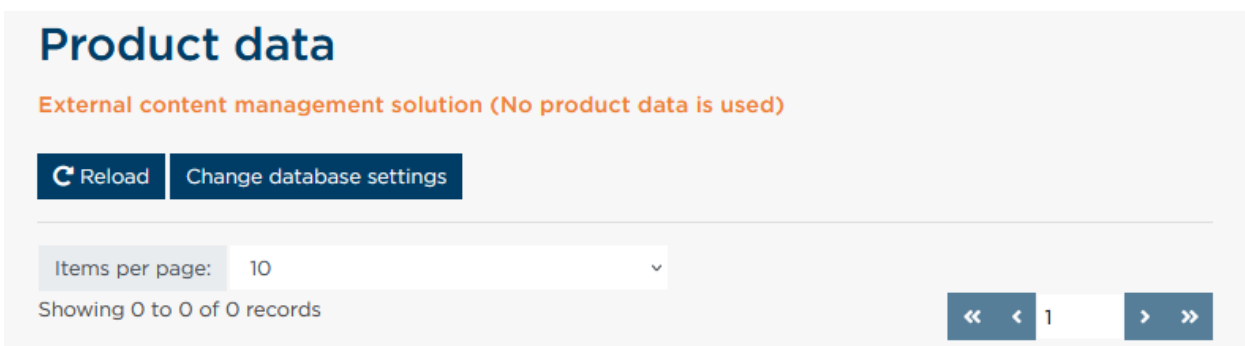 Product data
External content management solution (No product data is used)
Reload Change database settings
Items per page: 10
Showing 0 to 0 of 0 records
« ‹ 1 › »